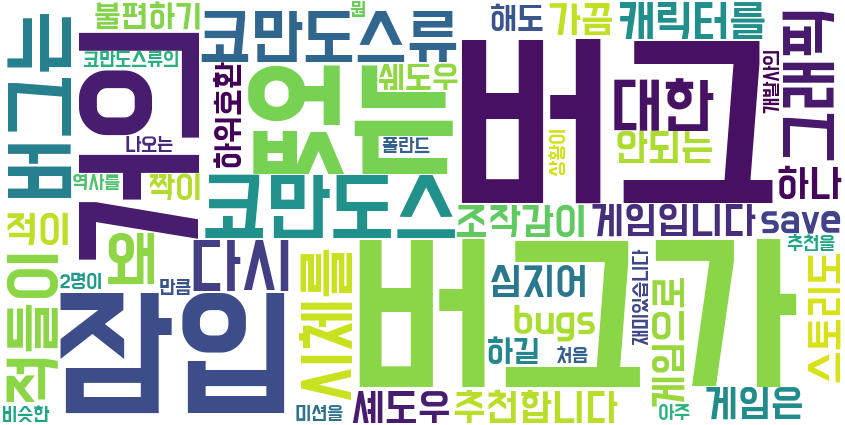 불편하기
코만도스류
뭔
해도
가끔
캐릭터를
버그는
거의
코만도스류의
하위호환
없는
쉐도우
버그
대한
개발사의
그래픽
나오는
폴란드
상황이
안되는
역사를
짝이
하나
적이
왜
다시
코만도스
조작감이
게임입니다
save
추천을
적들이
2명이
만큼
시체를
버그가
심지어
재미있습니다
게임으로
스토리도
잠입
bugs
하길
처음
비슷한
미션을
셰도우
추천합니다
아주
게임은